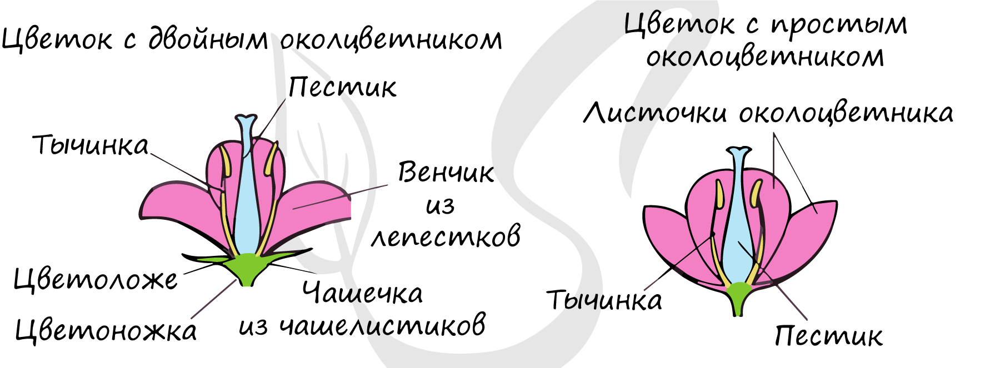 Цветок с двойным околцветником
Пестик
Тычинка
Венчик
из
лепестков
Цветоложе
Чашечка
из чашелистиков
Цветоножка
Цветок с простым
околоцветником
Листочки околоцветника
Тычинка
Пестик